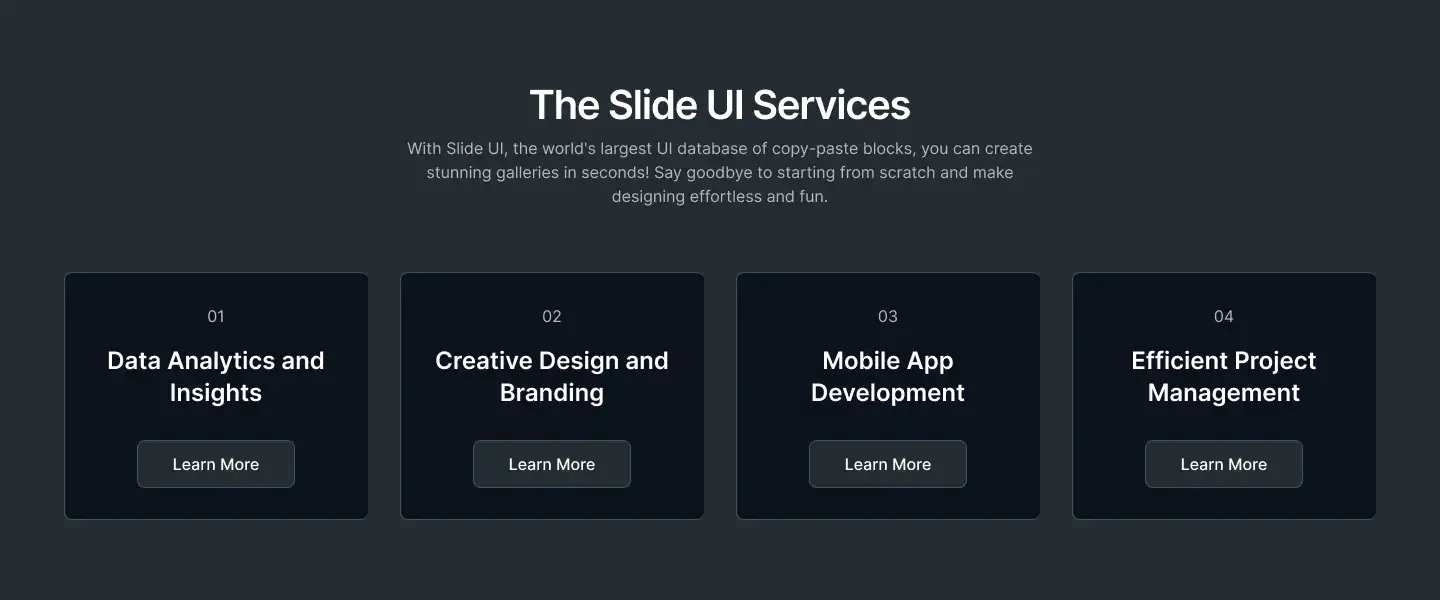 The Slide UI Services
With Slide UI, the world's largest UI database of copy-paste blocks, you can create
stunning galleries in seconds! Say goodbye to starting from scratch and make
designing effortless and fun.
01
Data Analytics and
Insights
Learn More
02
Creative Design and
Branding
Learn More
03
Mobile App
Development
Learn More
04
Efficient Project
Management
Learn More